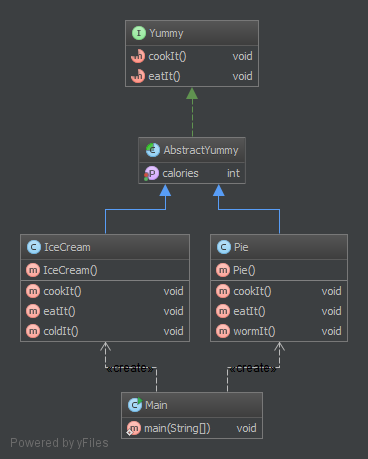 Yummy
cookIt() void
eatIt() void
AbstractYummy
calories int
IceCream
IceCream()
cookIt() void
eatIt() void
coldIt() void
Pie
Pie()
cookIt() void
eatIt() void
wormIt() void
«create»
«create»
Main
main(String[]) void
Powered by yFiles